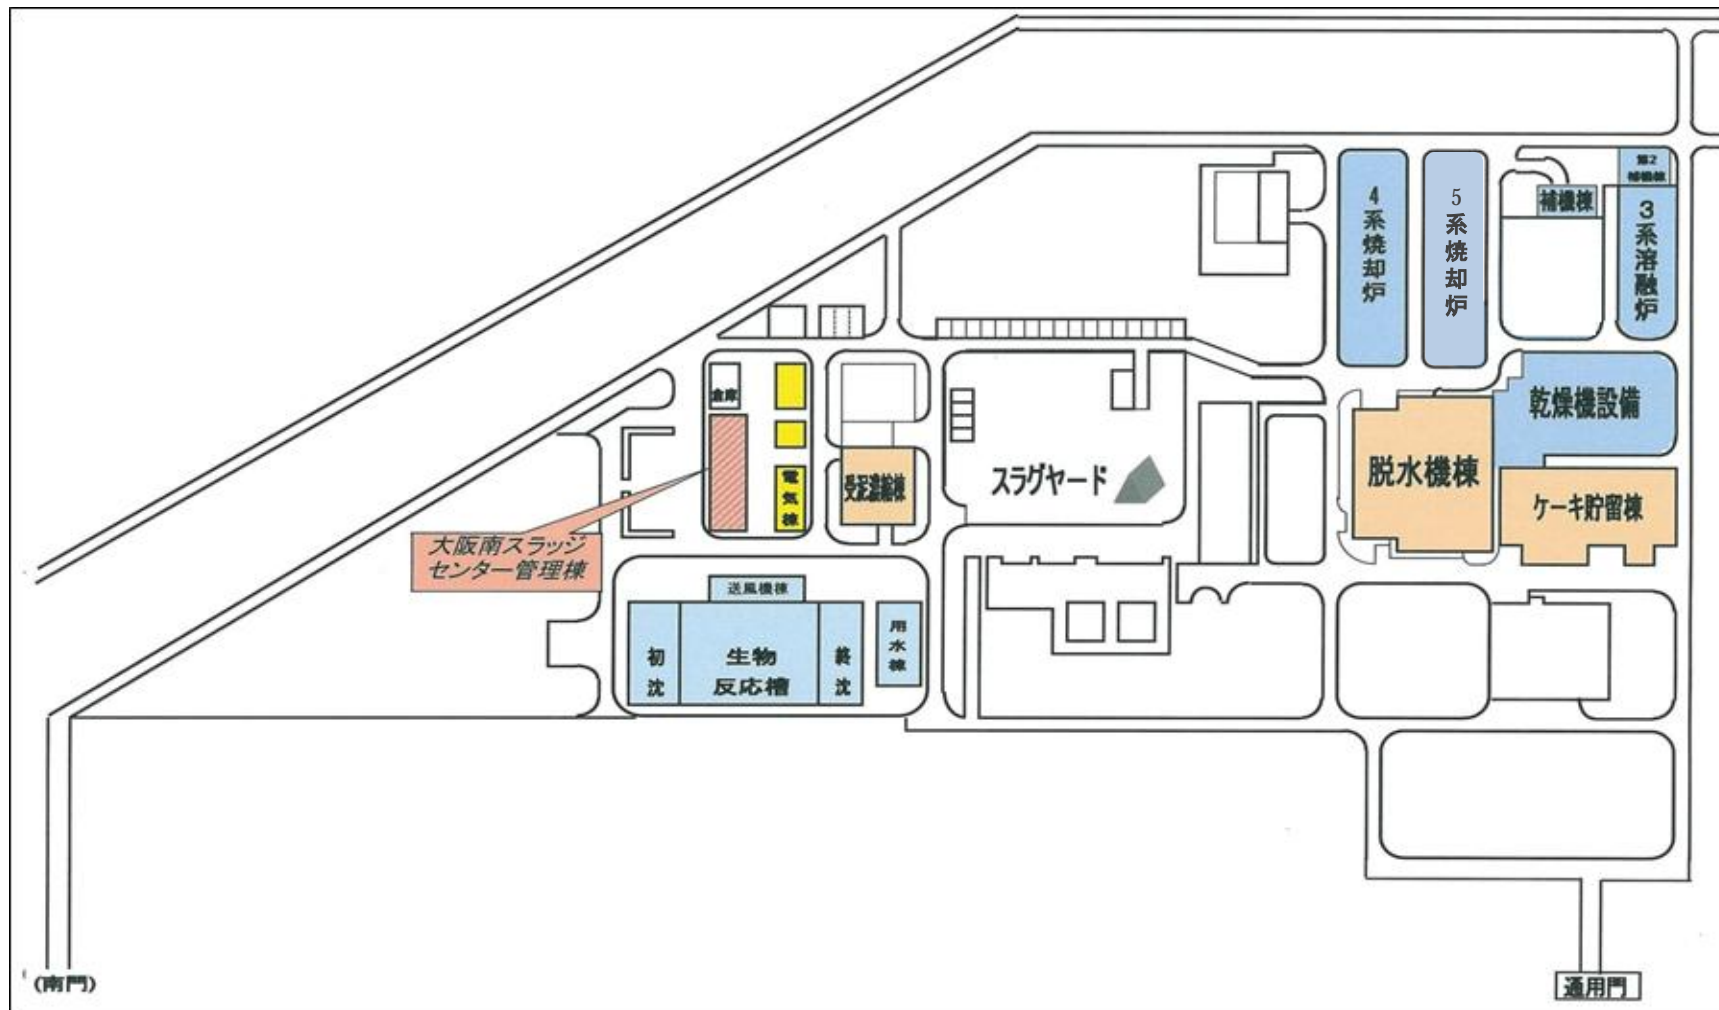 第2
補機棟
補機棟
4系焼却炉
5系焼却炉
3系溶融炉
乾燥機設備
倉庫
脱水機棟
スラグヤード
受泥濃縮棟
電気棟
ケーキ貯留棟
大阪南スラッジ
センター管理棟
送風機棟
用水棟
初沈
生物
反応槽
終沈
(南門)
通用門